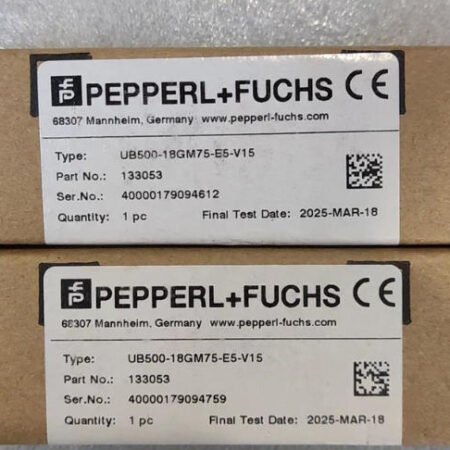 PEPPERL+FUCHS CE
68307 Mannheim, Germany www.pepperl-fuchs.com
Type: UB500-18GM75-E5-V15
Part No.: 133053
Ser.No.: 40000179094612
Quantity: 1 pc Final Test Date: 2025-MAR-18
PEPPERL+FUCHS CE
68307 Mannheim, Germany www.pepperl-fuchs.com
Type: UB500-18GM75-E5-V15
Part No.: 133053
Ser.No.: 40000179094759
Quantity: 1 pc Final Test Date: 2025-MAR-18